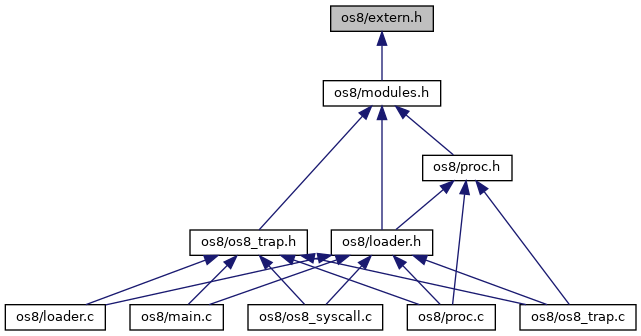 os8/extern.h
os8/modules.h
os8/proc.h
os8/os8_trap.h
os8/loader.h
os8/loader.c
os8/main.c
os8/os8_syscall.c
os8/proc.c
os8/os8_trap.c